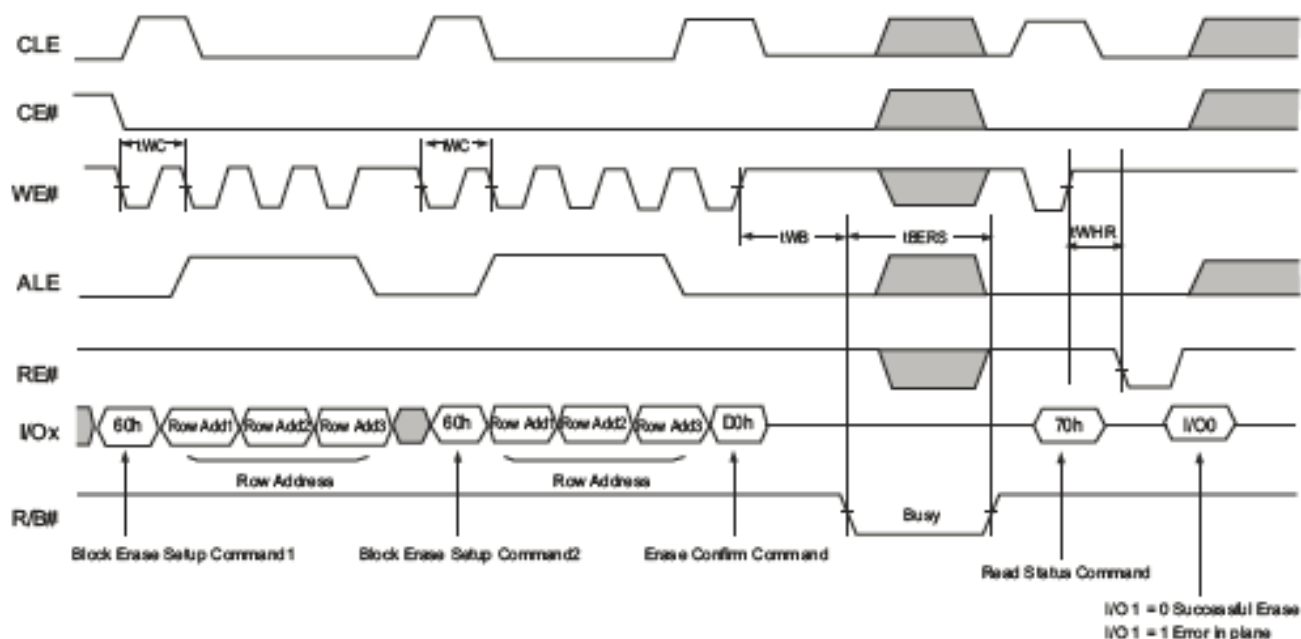 CLE
CE#
tWC
tWC
WE#
tWB
tBERS
tWHR
ALE
RE#
I/Ox
60h
Row Add1
Row Add2
Row Add3
60h
Row Add1
Row Add2
Row Add3
D0h
70h
I/O0
Row Address
Row Address
R/B#
Busy
Block Erase Setup Command1
Block Erase Setup Command2
Erase Confirm Command
Read Status Command
I/O 1 = 0 Successful Erase
I/O 1 = 1 Error in plane